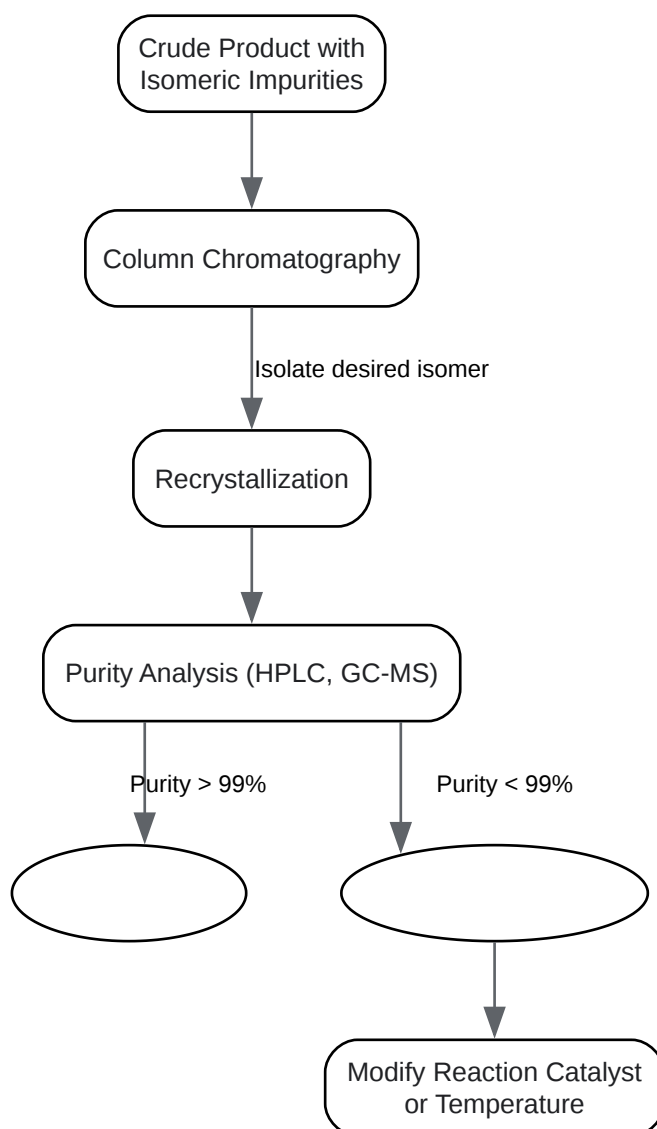 Crude Product with
Isomeric Impurities
Column Chromatography
Isolate desired isomer
Recrystallization
Purity Analysis (HPLC, GC-MS)
Purity > 99%
Purity < 99%
Modify Reaction Catalyst
or Temperature